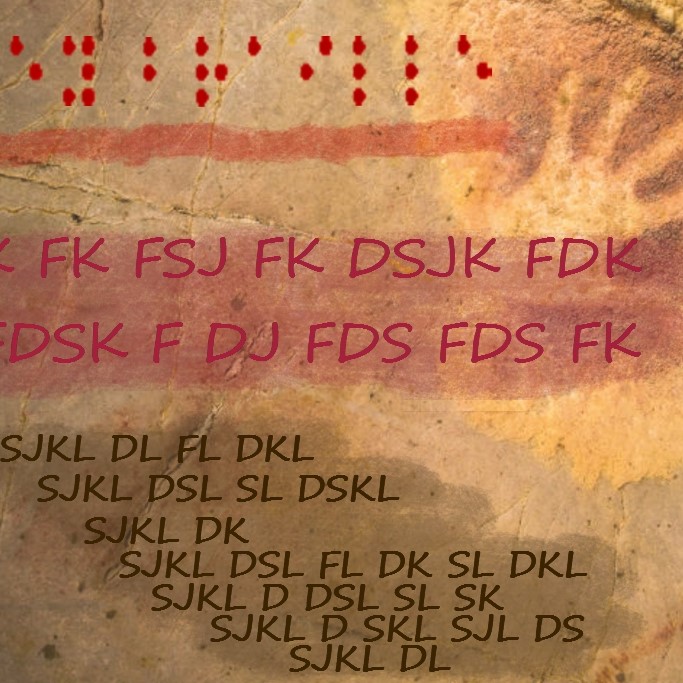 ⠑⠽ ⠃⠗⠁⠊⠇⠇⠑
K FK FSJ FK DSJK FDK
FDSK F DJ FDS FDS FK
SJKL DL FL DKL
SJKL DSL SL DSKL
SJKL DK
SJKL DSL FL DK SL DKL
SJKL D DSL SL SK
SJKL D SKL SJL DS
SJKL DL